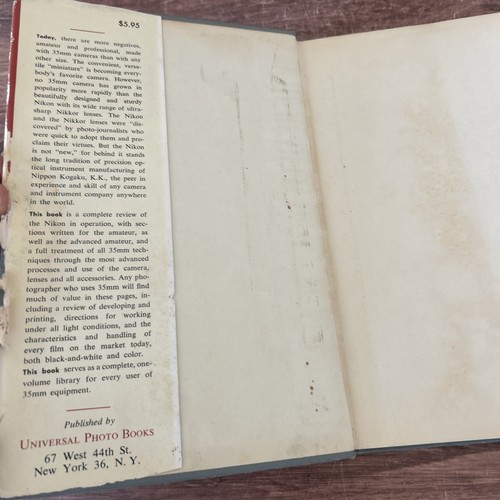 $5.95
Today, there are more negatives,
amateur and professional, made
with 35mm cameras than with any
other size. The convenient, versa-
tile "miniature" is becoming every-
body's favorite camera. However,
no 35mm camera has grown in
popularity more rapidly than the
beautifully designed and sturdy
Nikon with its wide range of ultra-
sharp Nikkor lenses. The Nikon
and the Nikkor lenses were "dis-
covered" by photo-journalists who
were quick to adopt them and pro-
claim their virtues. But the Nikon
is not "new," for behind it stands
the long tradition of precision op-
tical instrument manufacturing of
Nippon Kogaku, K.K., the peer in
experience and skill of any camera
and instrument company anywhere
in the world.
This book is a complete review of
the Nikon in operation, with sec-
tions written for the amateur, as
well as the advanced amateur, and
a full treatment of all 35mm tech-
niques through the most advanced
processes and use of the camera,
lenses and all accessories. Any pho-
tographer who uses 35mm will find
much of value in these pages, in-
cluding a review of developing and
printing, directions for working
under all light conditions, and the
characteristics and handling of
every film on the market today,
both black-and-white and color.
This book serves as a complete, one-
volume library for every user of
35mm equipment.
Published by
UNIVERSAL PHOTO BOOKS
67 West 44th St.
New York 36, N. Y.